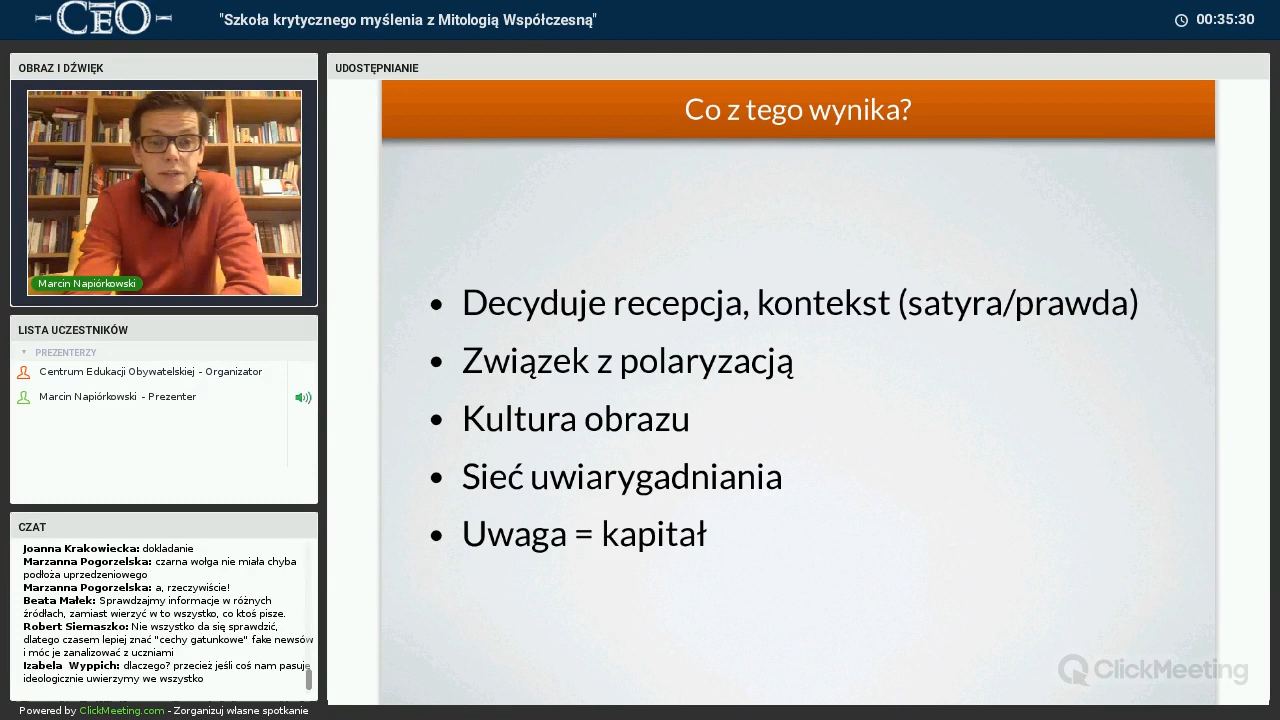 CEO
"Szkoła krytycznego myślenia z Mitologią Współczesną"
00:35:30
OBRAZ I DŹWIĘK
Marcin Napiórkowski
LISTA UCZESTNIKÓW
PREZENTERZY
Centrum Edukacji Obywatelskiej - Organizator
Marcin Napiórkowski - Prezenter
CZAT
Joanna Krakowiecka: dokladanie
Marzanna Pogorzelska: czarna wołga nie miała chyba
podłoża uprzedzeniowego
Marzanna Pogorzelska: a, rzeczywiście!
Beata Małek: Sprawdzajmy informacje w różnych
źródłach, zamiast wierzyć w to wszystko, co ktoś pisze.
Robert Siemaszko: Nie wszystko da się sprawdzić,
dlatego czasem lepiej znać "cechy gatunkowe" fake newsów
i móc je zanalizować z uczniami
Izabela Wyppich: dlaczego? przecież jeśli coś nam pasuje
ideologicznie uwierzymy we wszystko
Powered by ClickMeeting.com - Zorganizuj własne spotkanie
UDOSTĘPNIANIE
Co z tego wynika?
• Decyduje recepcja, kontekst (satyra/prawda)
• Związek z polaryzacją
• Kultura obrazu
• Sieć uwiarygadniania
• Uwaga = kapitał
ClickMeeting